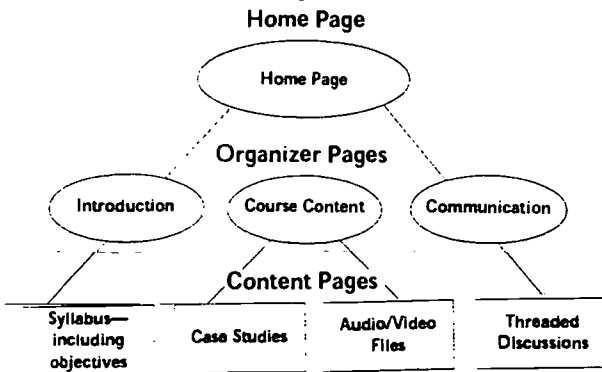 Home Page
Home Page
Organizer Pages
Introduction
Course Content
Communication
Content Pages
Syllabus—
including
objectives
Case Studies
Audio/Video
Files
Threaded
Discussions